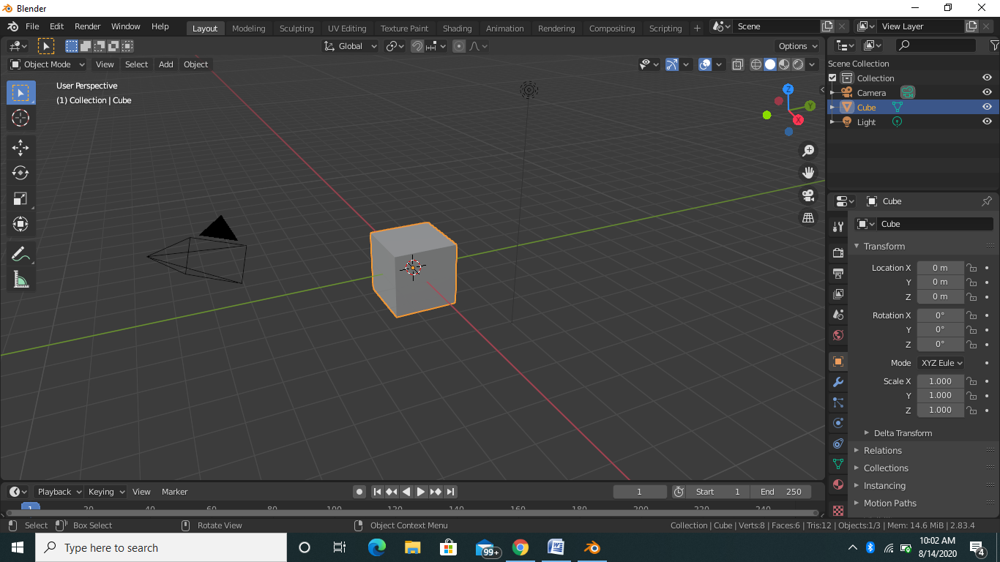 Blender
File Edit Render Window Help Layout Modeling Sculpting UV Editing Texture Paint Shading Animation Rendering Compositing Scripting + Scene View Layer
Global Options
Object Mode View Select Add Object
User Perspective
(1) Collection | Cube
Z
Y
X
Scene Collection
Collection
Camera
Cube
Light
Cube
Cube
Transform
Location X 0 m
Y 0 m
Z 0 m
Rotation X 0°
Y 0°
Z 0°
Mode XYZ Eule
Scale X 1.000
Y 1.000
Z 1.000
Delta Transform
Relations
Collections
Instancing
Motion Paths
Playback Keying View Marker 1 Start 1 End 250
1 20 40 60 80 100 120 140 160 180 200 220 240
Select Box Select Rotate View Object Context Menu Collection | Cube | Verts:8 | Faces:6 | Tris:12 | Objects:1/3 | Mem: 14.6 MiB | 2.83.4
Type here to search
99+
W
10:02 AM
8/14/2020
4